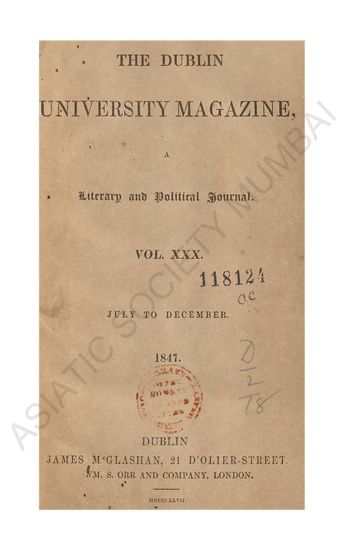 THE DUBLIN
UNIVERSITY MAGAZINE,
A
Literary and Political Journal.
VOL. XXX.
118124
JULY TO DECEMBER.
1847.
DUBLIN
JAMES McGLASHAN, 21 D'OLIER-STREET.
WM. S. ORR AND COMPANY, LONDON.
MDCCCXLVII.
ASIATIC SOCIETY MUMBAI